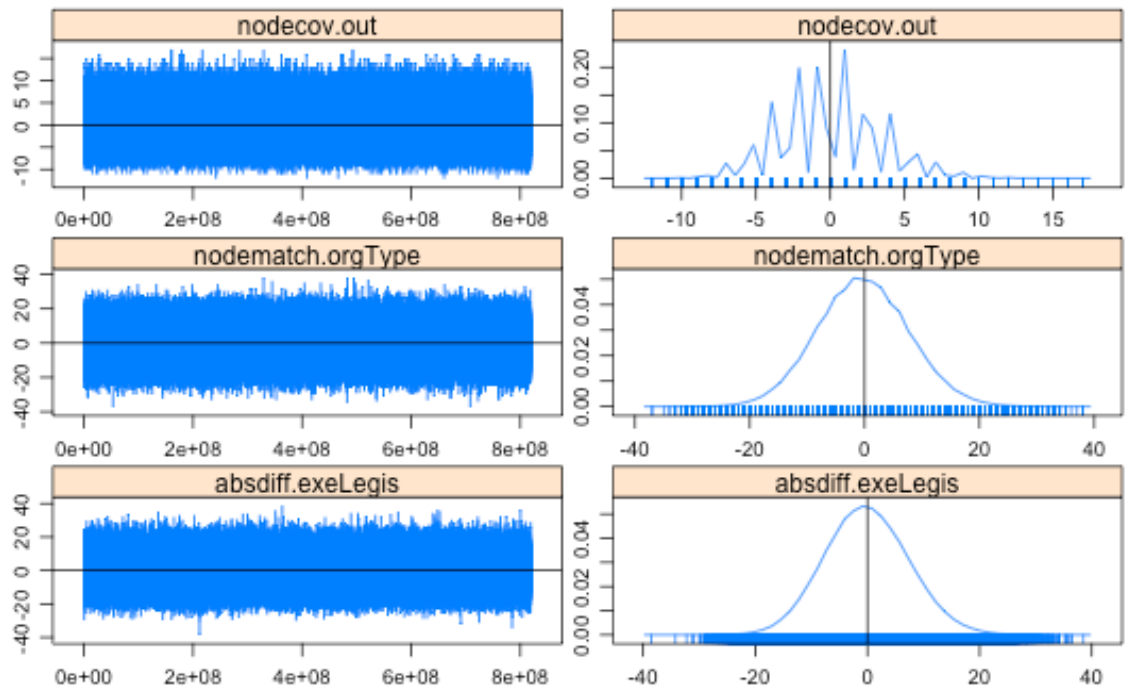 nodecov.out
-10 0 5 10
0e+00 2e+08 4e+08 6e+08 8e+08
nodecov.out
0.00 0.10 0.20
-10 -5 0 5 10 15
nodematch.orgType
-40 -20 0 20 40
0e+00 2e+08 4e+08 6e+08 8e+08
nodematch.orgType
0.00 0.02 0.04
-40 -20 0 20 40
absdiff.exeLegis
-40 -20 0 20 40
0e+00 2e+08 4e+08 6e+08 8e+08
absdiff.exeLegis
0.00 0.02 0.04
-40 -20 0 20 40